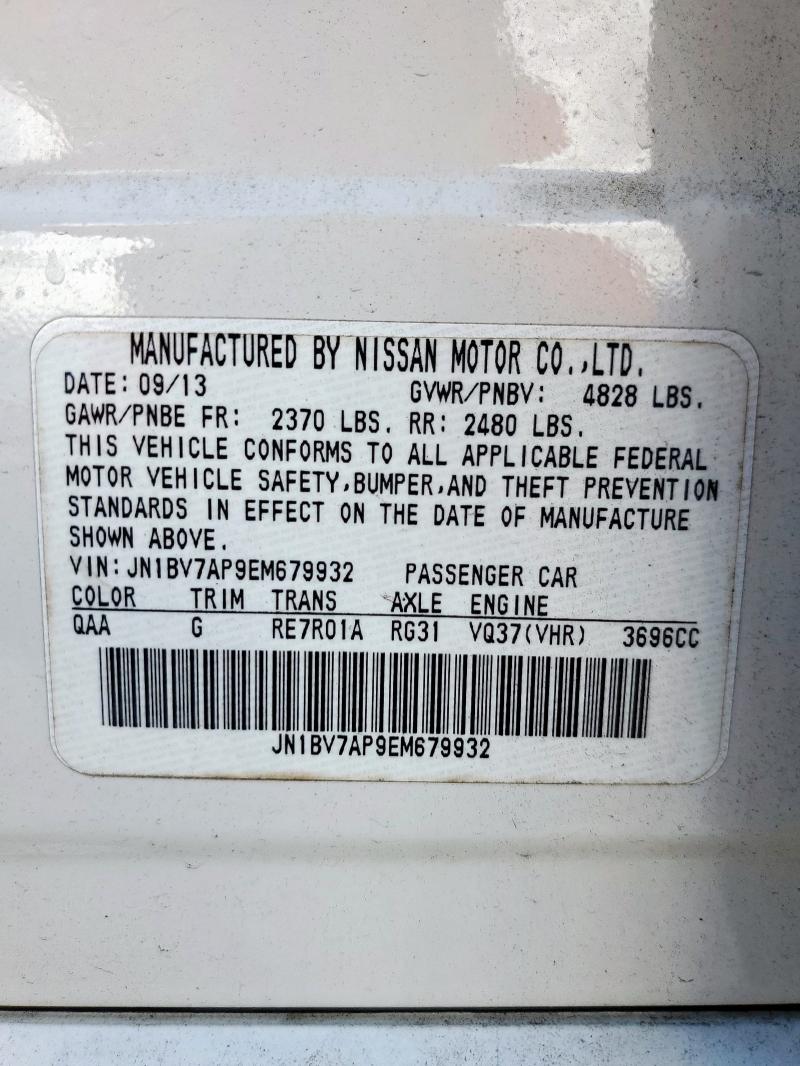 MANUFACTURED BY NISSAN MOTOR CO.,LTD.
DATE: 09/13 GVWR/PNBV: 4828 LBS.
GAWR/PNBE FR: 2370 LBS. RR: 2480 LBS.
THIS VEHICLE CONFORMS TO ALL APPLICABLE FEDERAL
MOTOR VEHICLE SAFETY,BUMPER,AND THEFT PREVENTION
STANDARDS IN EFFECT ON THE DATE OF MANUFACTURE
SHOWN ABOVE.
VIN: JN1BV7AP9EM679932 PASSENGER CAR
COLOR TRIM TRANS AXLE ENGINE
QAA G RE7R01A RG31 VQ37(VHR) 3696CC
JN1BV7AP9EM679932